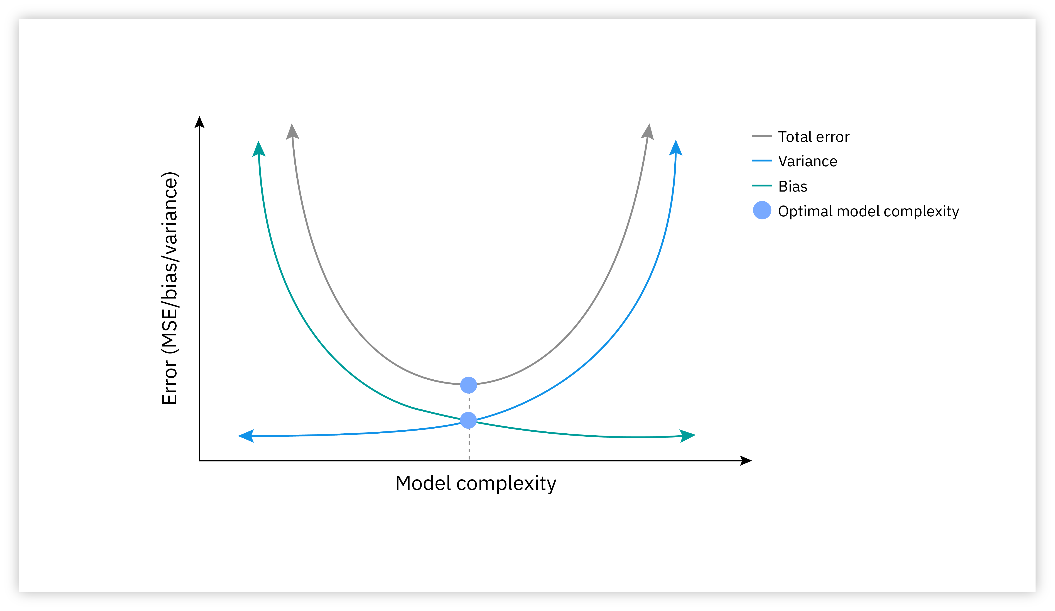 Error (MSE/bias/variance)
Model complexity
Total error
Variance
Bias
Optimal model complexity